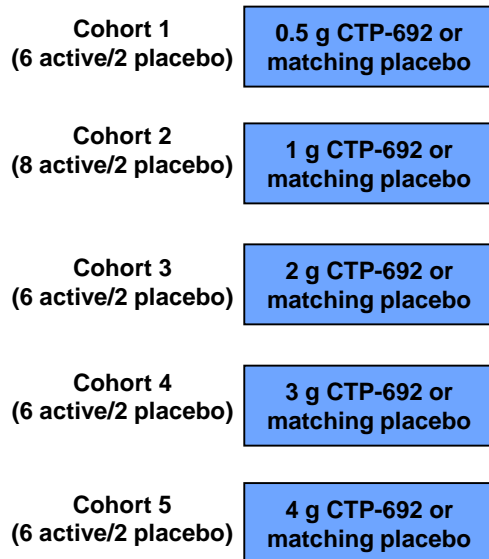 Cohort 1
(6 active/2 placebo)
0.5 g CTP-692 or
matching placebo
Cohort 2
(8 active/2 placebo)
1 g CTP-692 or
matching placebo
Cohort 3
(6 active/2 placebo)
2 g CTP-692 or
matching placebo
Cohort 4
(6 active/2 placebo)
3 g CTP-692 or
matching placebo
Cohort 5
(6 active/2 placebo)
4 g CTP-692 or
matching placebo